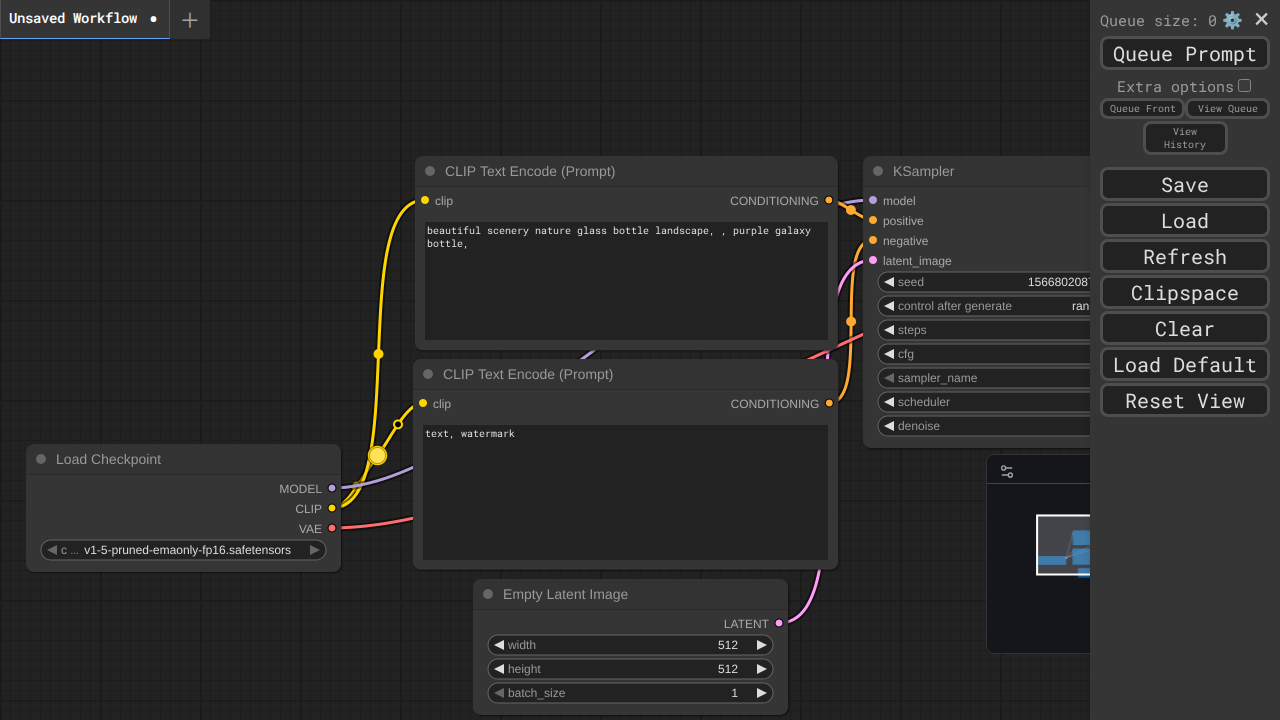 Unsaved Workflow
Queue size: 0
Queue Prompt
Extra options
Queue Front
View Queue
View
History
Save
Load
Refresh
Clipspace
Clear
Load Default
Reset View
CLIP Text Encode (Prompt)
clip
CONDITIONING
beautiful scenery nature glass bottle landscape, , purple galaxy
bottle,
CLIP Text Encode (Prompt)
clip
CONDITIONING
text, watermark
KSampler
model
positive
negative
latent_image
seed 1566802087
control after generate ran
steps
cfg
sampler_name
scheduler
denoise
Load Checkpoint
MODEL
CLIP
VAE
c ... v1-5-pruned-emaonly-fp16.safetensors
Empty Latent Image
LATENT
width 512
height 512
batch_size 1